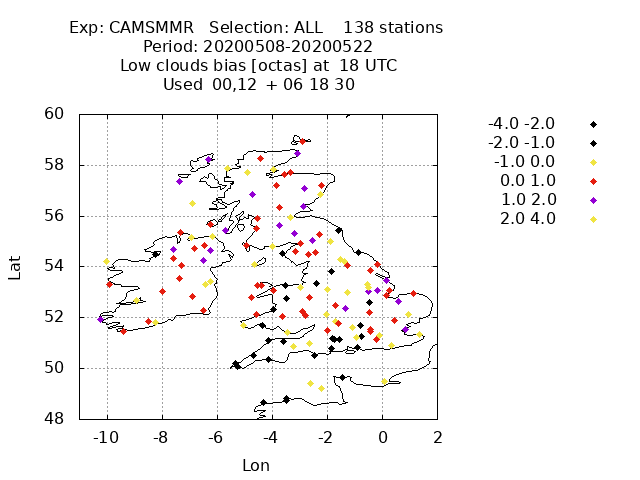 Exp: CAMSMMR   Selection: ALL    138 stations
Period: 20200508-20200522
Low clouds bias [octas] at  18 UTC
Used  00,12  + 06 18 30
-4.0 -2.0
-2.0 -1.0
-1.0 0.0
0.0 1.0
1.0 2.0
2.0 4.0
60
58
56
54
52
50
48
Lat
-10 -8 -6 -4 -2 0 2
Lon